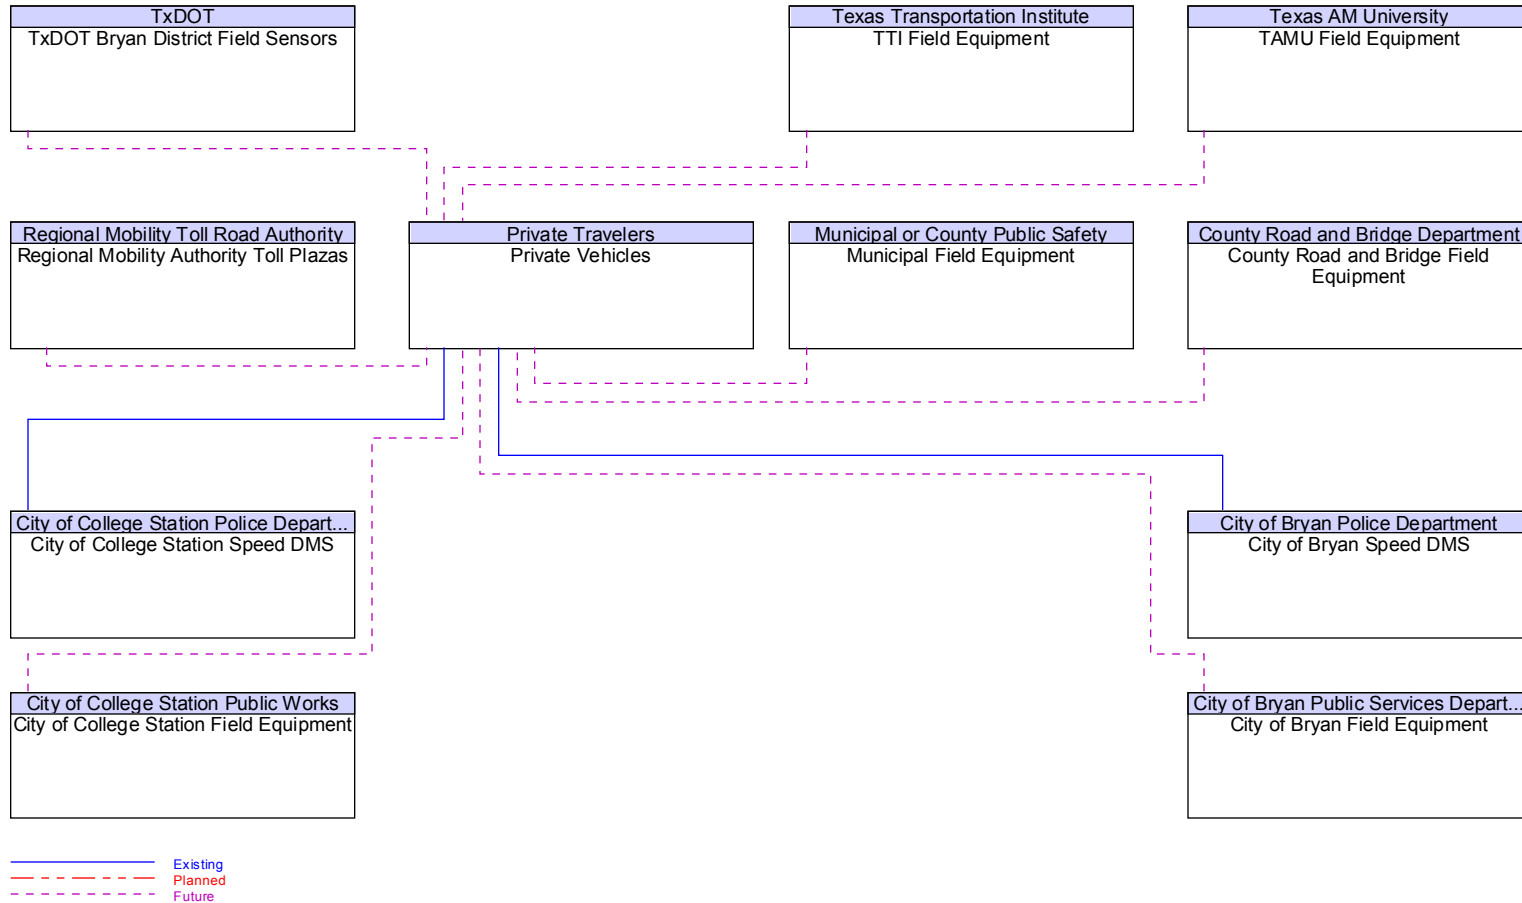 TxDOT
TxDOT Bryan District Field Sensors
Texas Transportation Institute
TTI Field Equipment
Texas AM University
TAMU Field Equipment
Regional Mobility Toll Road Authority
Regional Mobility Authority Toll Plazas
Private Travelers
Private Vehicles
Municipal or County Public Safety
Municipal Field Equipment
County Road and Bridge Department
County Road and Bridge Field
Equipment
City of College Station Police Depart...
City of College Station Speed DMS
City of Bryan Police Department
City of Bryan Speed DMS
City of College Station Public Works
City of College Station Field Equipment
City of Bryan Public Services Depart...
City of Bryan Field Equipment
Existing
Planned
Future